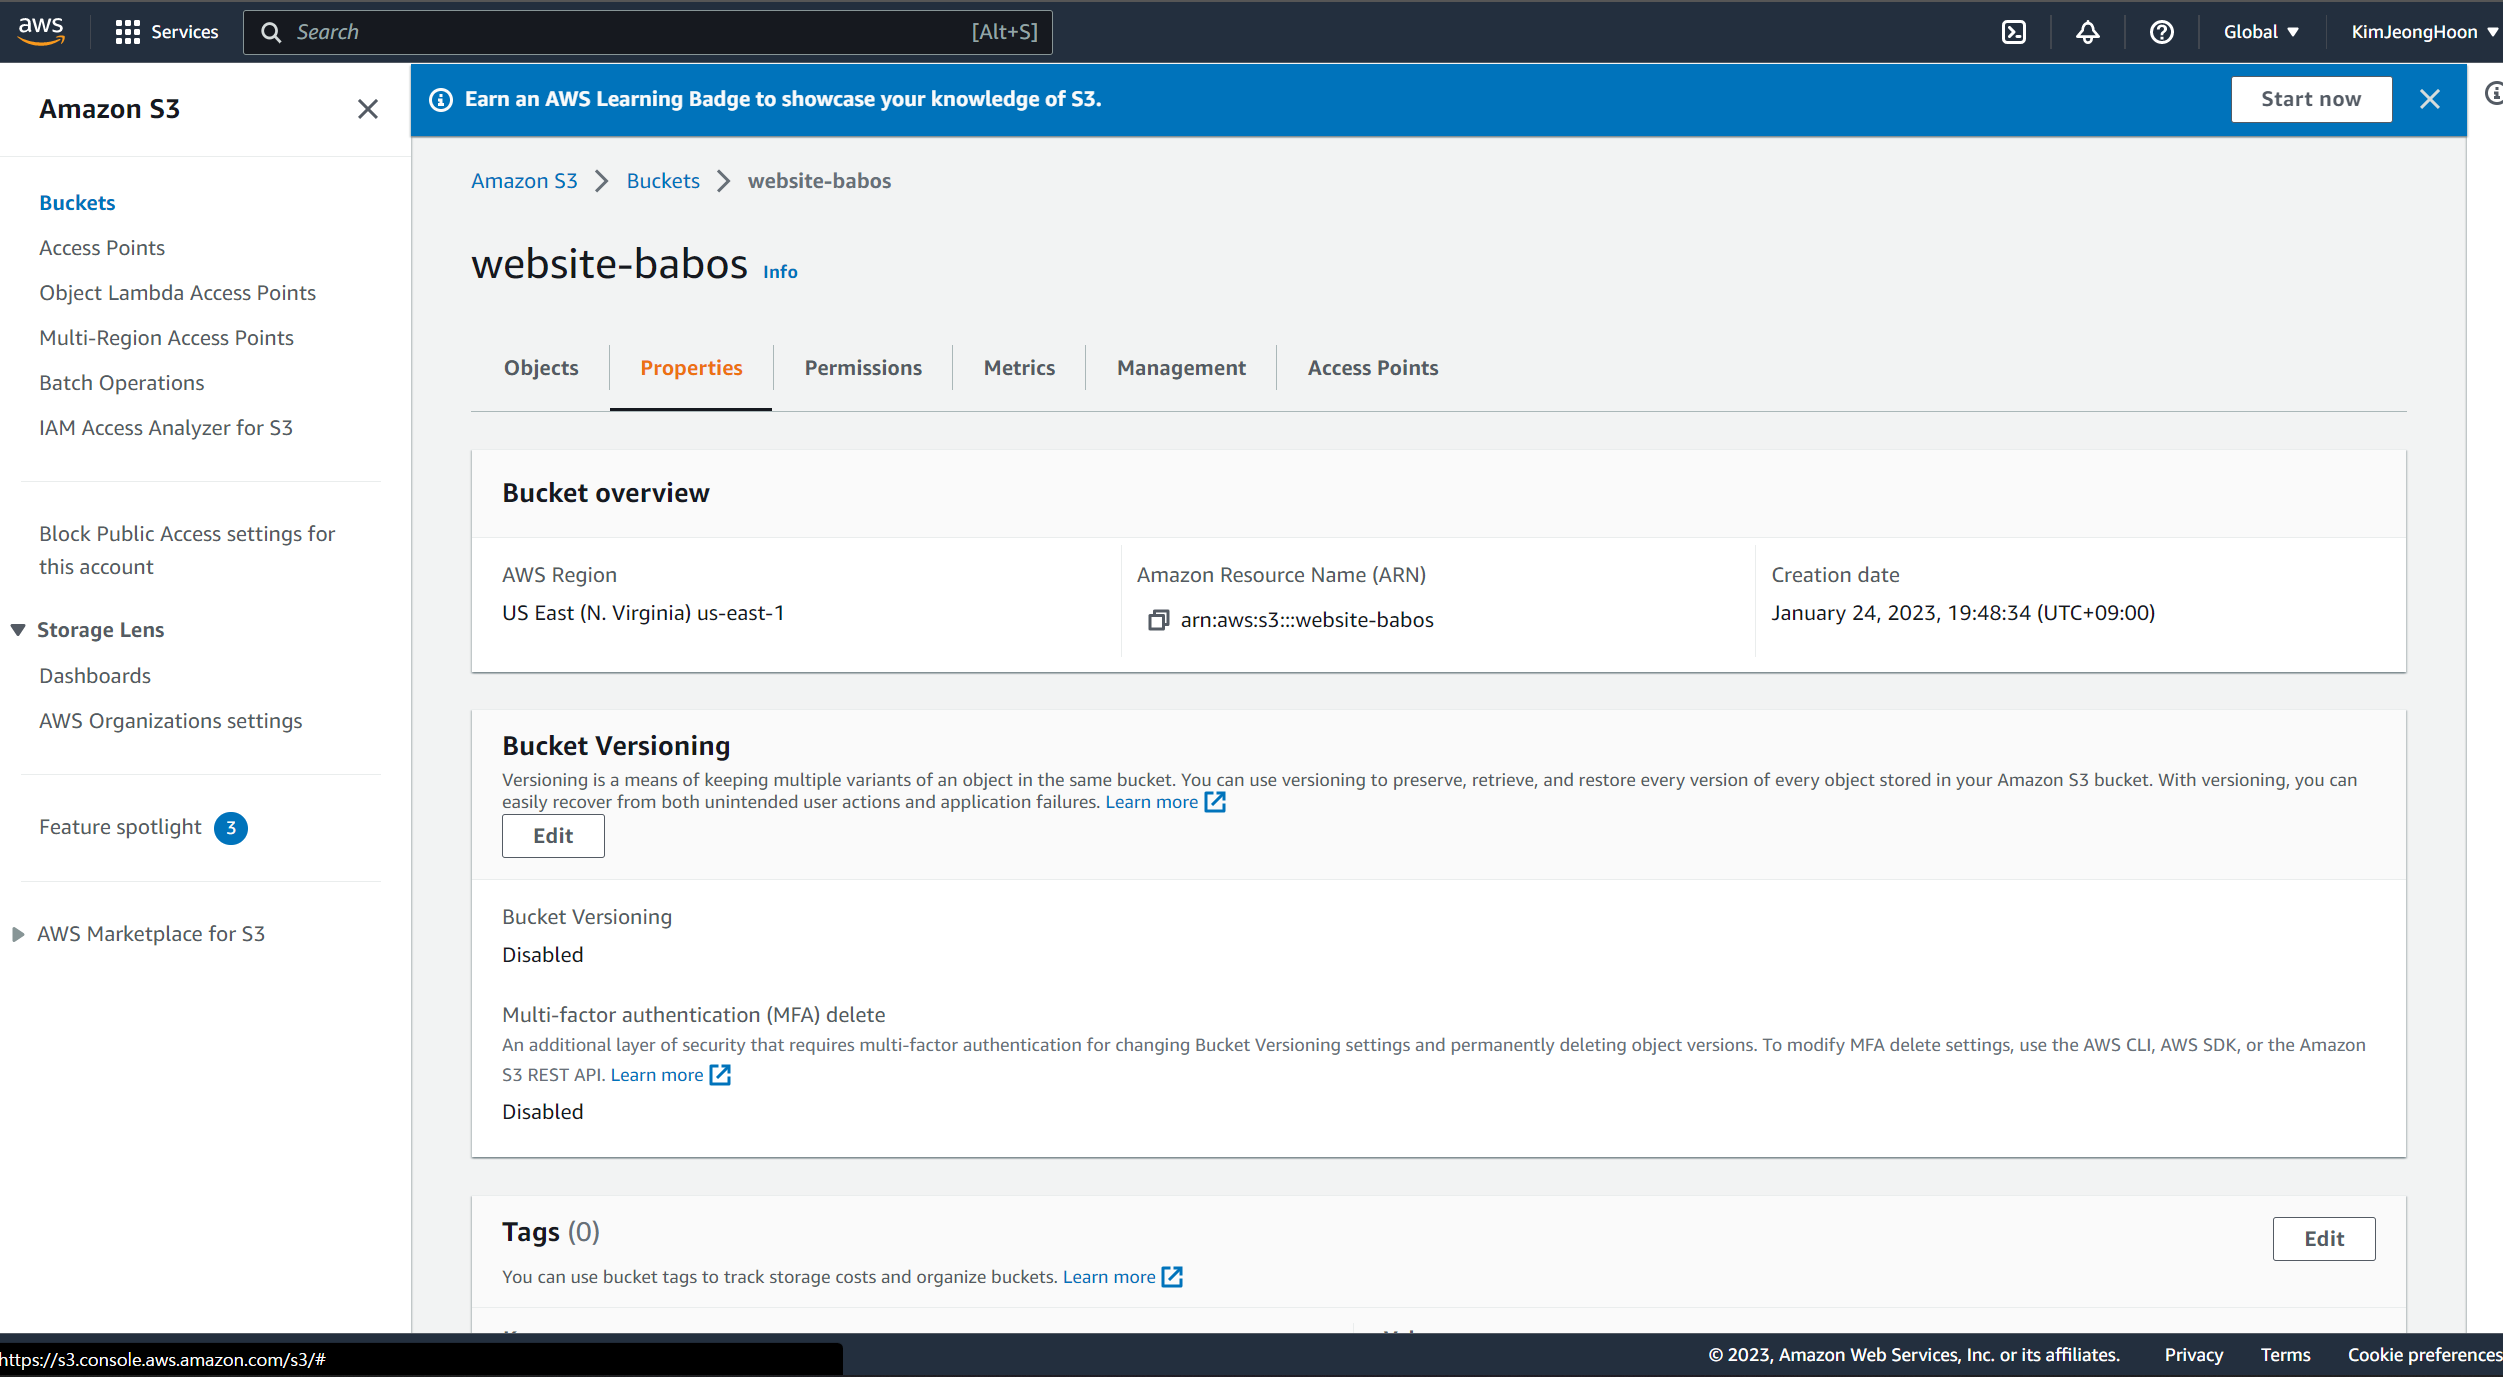 aws Services Search [Alt+S] Global KimJeongHoon
Amazon S3
Earn an AWS Learning Badge to showcase your knowledge of S3. Start now
Buckets
Access Points
Object Lambda Access Points
Multi-Region Access Points
Batch Operations
IAM Access Analyzer for S3
Block Public Access settings for
this account
Storage Lens
Dashboards
AWS Organizations settings
Feature spotlight 3
AWS Marketplace for S3
Amazon S3 Buckets website-babos
website-babos Info
Objects Properties Permissions Metrics Management Access Points
Bucket overview
AWS Region
US East (N. Virginia) us-east-1
Amazon Resource Name (ARN)
arn:aws:s3:::website-babos
Creation date
January 24, 2023, 19:48:34 (UTC+09:00)
Bucket Versioning
Versioning is a means of keeping multiple variants of an object in the same bucket. You can use versioning to preserve, retrieve, and restore every version of every object stored in your Amazon S3 bucket. With versioning, you can
easily recover from both unintended user actions and application failures. Learn more
Edit
Bucket Versioning
Disabled
Multi-factor authentication (MFA) delete
An additional layer of security that requires multi-factor authentication for changing Bucket Versioning settings and permanently deleting object versions. To modify MFA delete settings, use the AWS CLI, AWS SDK, or the Amazon
S3 REST API. Learn more
Disabled
Tags (0)
Edit
You can use bucket tags to track storage costs and organize buckets. Learn more
https://s3.console.aws.amazon.com/s3/#
© 2023, Amazon Web Services, Inc. or its affiliates. Privacy Terms Cookie preferences